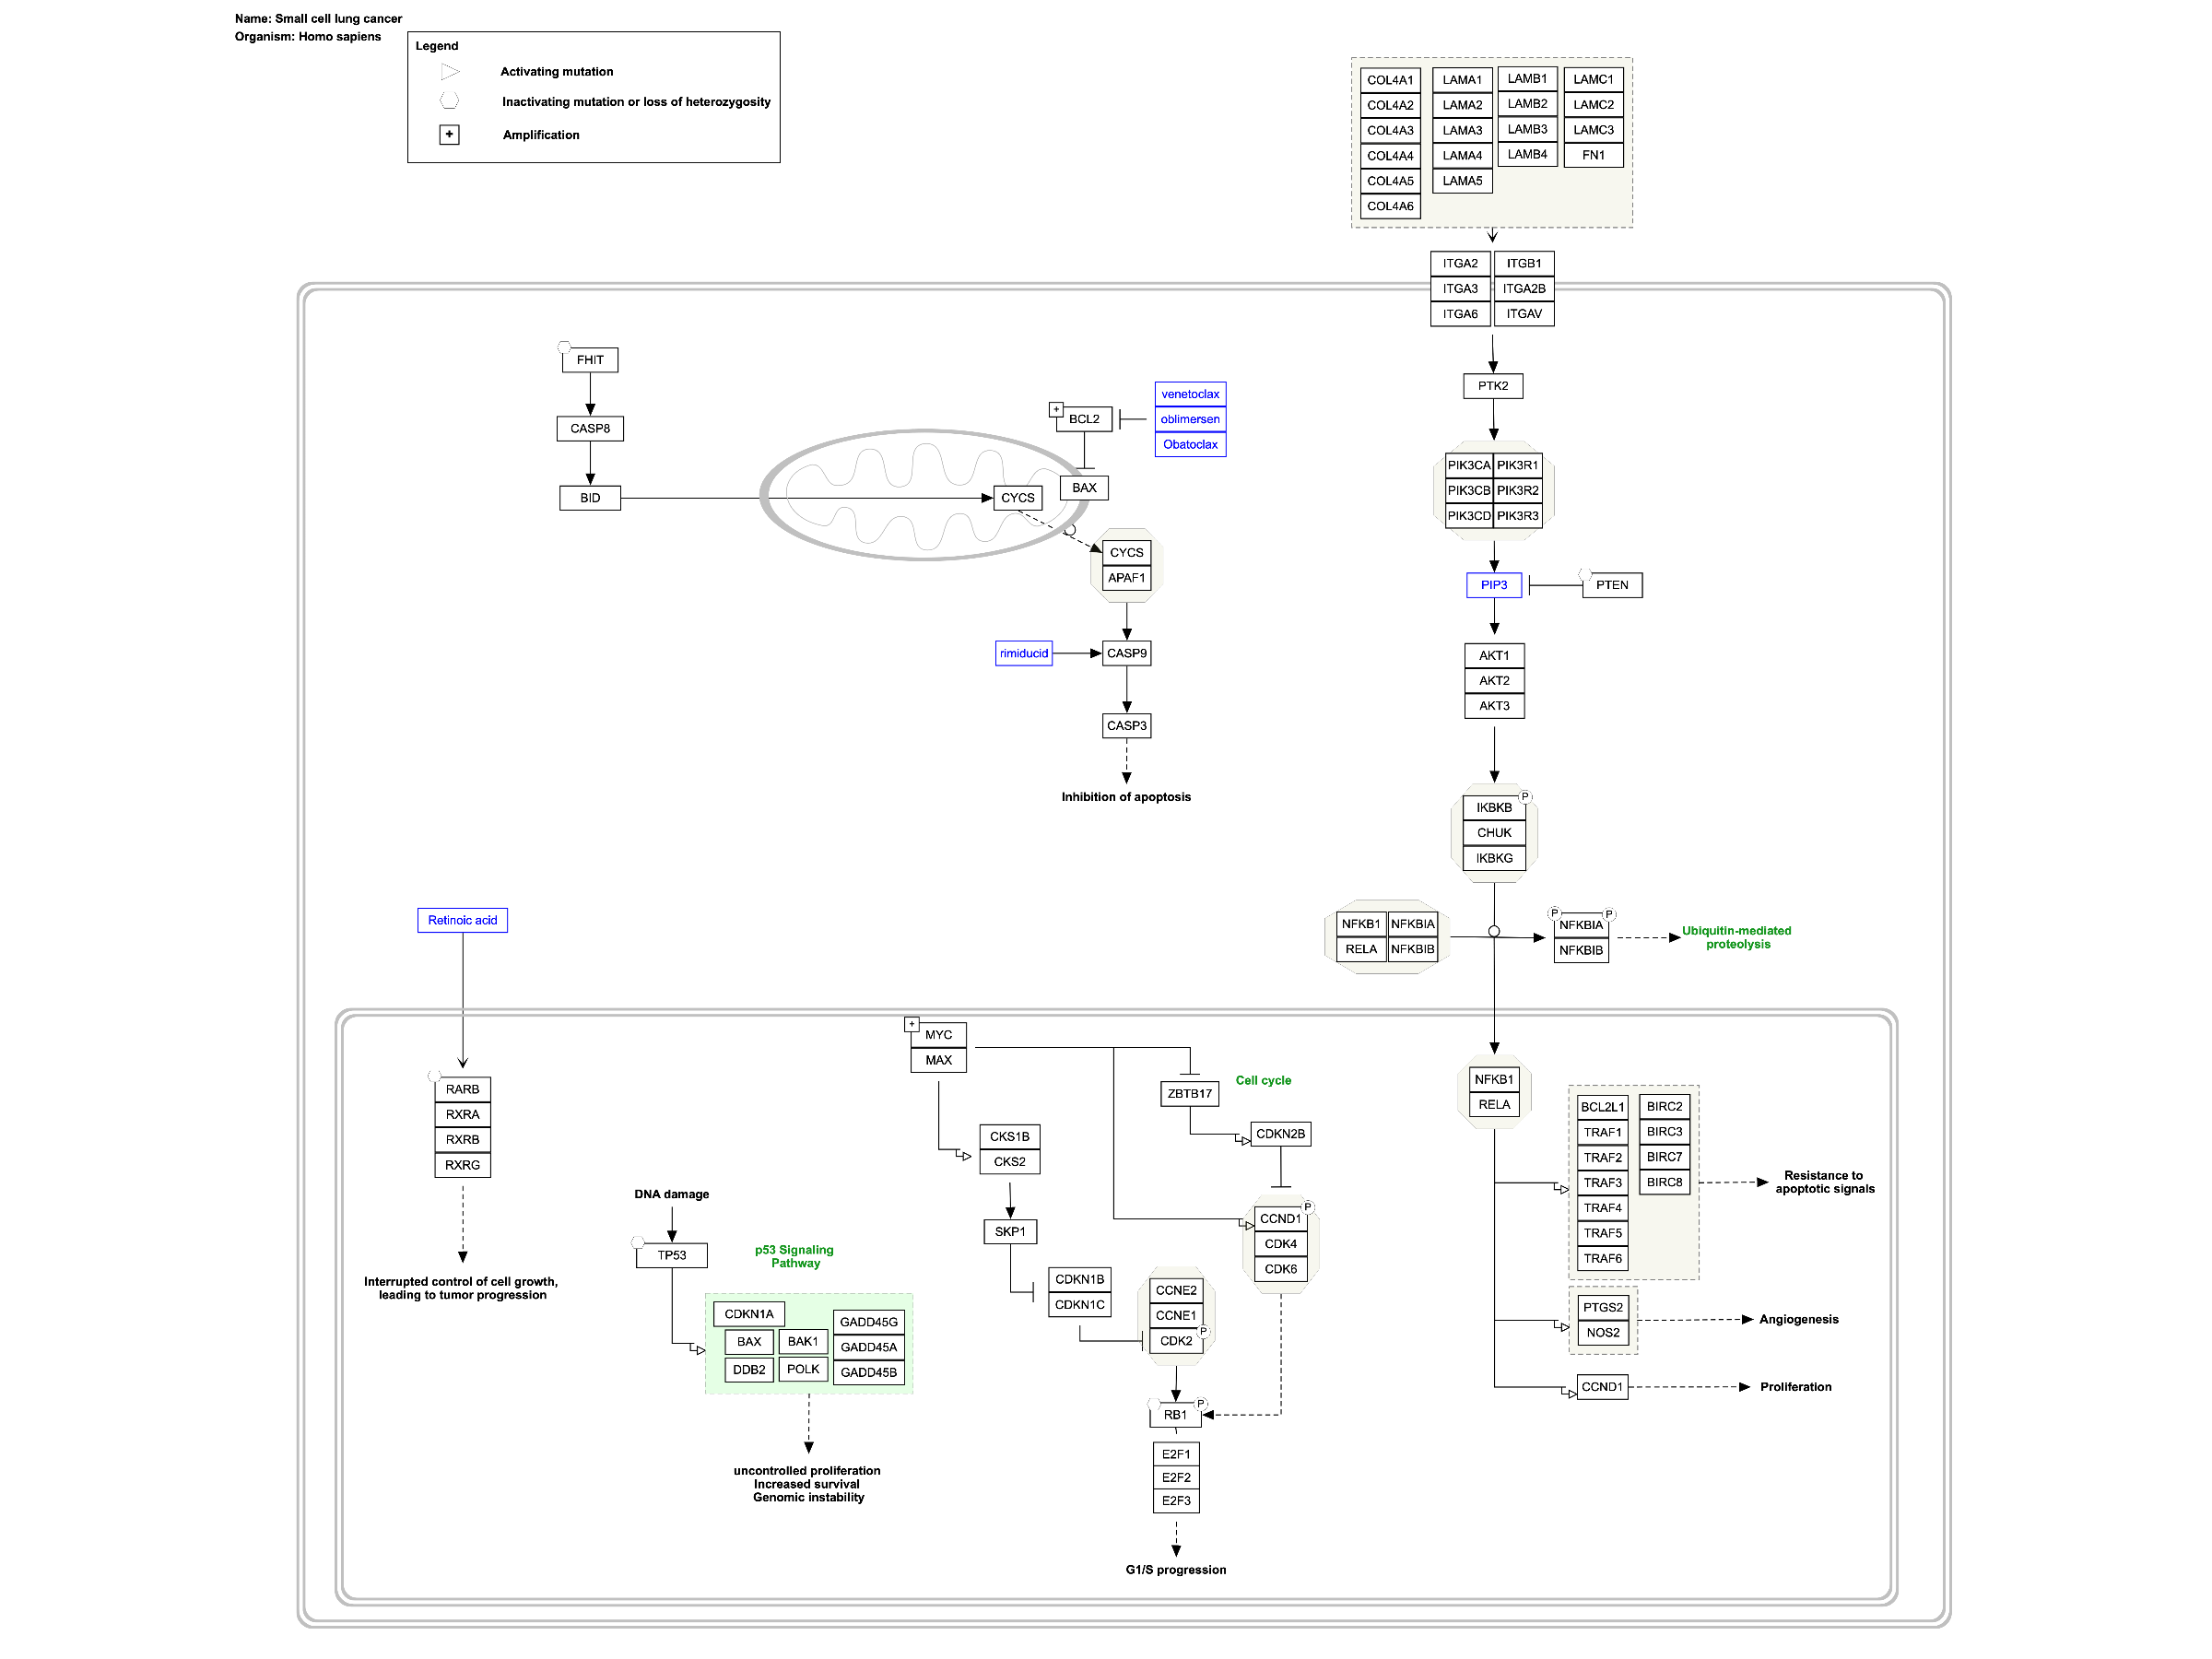 Name: Small cell lung cancer
Organism: Homo sapiens
Legend
Activating mutation
Inactivating mutation or loss of heterozygosity
+ Amplification
COL4A1
COL4A2
COL4A3
COL4A4
COL4A5
COL4A6
LAMA1
LAMA2
LAMA3
LAMA4
LAMA5
LAMB1
LAMB2
LAMB3
LAMB4
LAMC1
LAMC2
LAMC3
FN1
ITGA2
ITGA3
ITGA6
ITGB1
ITGA2B
ITGAV
FHIT
CASP8
BID
CYCS
+
BCL2
BAX
venetoclax
oblimersen
Obatoclax
CYCS
APAF1
rimiducid
CASP9
CASP3
Inhibition of apoptosis
PTK2
PIK3CA
PIK3CB
PIK3CD
PIK3R1
PIK3R2
PIK3R3
PIP3
PTEN
AKT1
AKT2
AKT3
P
IKBKB
CHUK
IKBKG
NFKB1
RELA
NFKBIA
NFKBIB
P
P
NFKBIA
NFKBIB
Ubiquitin-mediated
proteolysis
Retinoic acid
RARB
RXRA
RXRB
RXRG
Interrupted control of cell growth,
leading to tumor progression
DNA damage
TP53
p53 Signaling
Pathway
CDKN1A
BAX
DDB2
BAK1
POLK
GADD45G
GADD45A
GADD45B
uncontrolled proliferation
Increased survival
Genomic instability
+
MYC
MAX
CKS1B
CKS2
SKP1
CDKN1B
CDKN1C
ZBTB17
Cell cycle
CDKN2B
P
CCND1
CDK4
CDK6
CCNE2
CCNE1
CDK2
P
RB1
P
E2F1
E2F2
E2F3
G1/S progression
NFKB1
RELA
BCL2L1
TRAF1
TRAF2
TRAF3
TRAF4
TRAF5
TRAF6
BIRC2
BIRC3
BIRC7
BIRC8
Resistance to
apoptotic signals
PTGS2
NOS2
Angiogenesis
CCND1
Proliferation